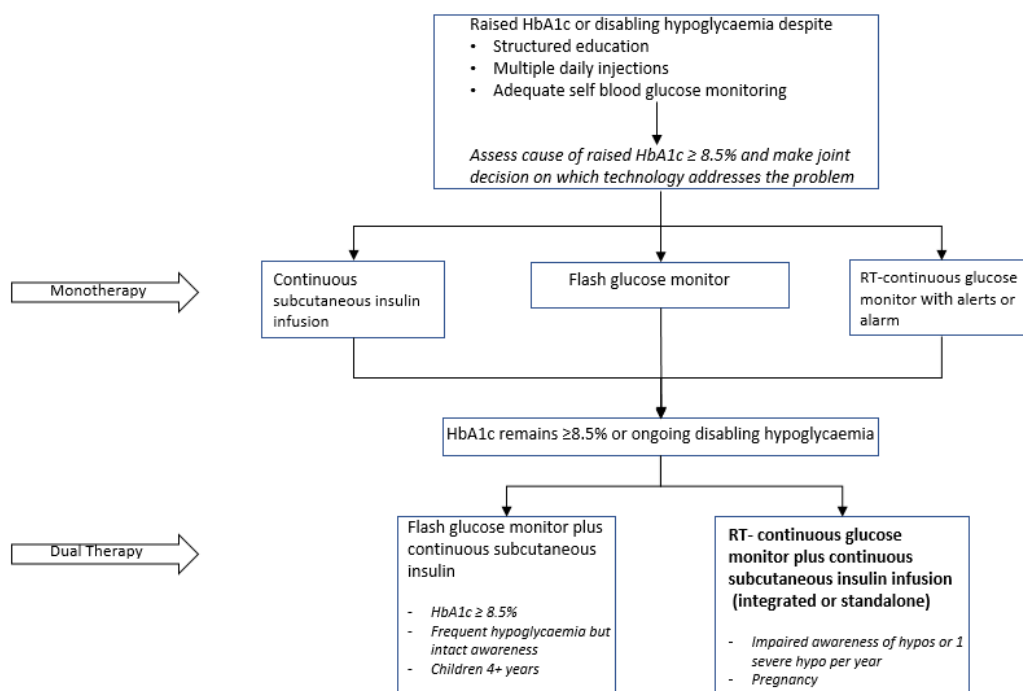 Raised HbA1c or disabling hypoglycaemia despite
• Structured education
• Multiple daily injections
• Adequate self blood glucose monitoring
Assess cause of raised HbA1c ≥ 8.5% and make joint
decision on which technology addresses the problem
Monotherapy
Continuous
subcutaneous insulin
infusion
Flash glucose monitor
RT-continuous glucose
monitor with alerts or
alarm
HbA1c remains ≥8.5% or ongoing disabling hypoglycaemia
Dual Therapy
Flash glucose monitor plus
continuous subcutaneous
insulin
- HbA1c ≥ 8.5%
- Frequent hypoglycaemia but
intact awareness
- Children 4+ years
RT- continuous glucose
monitor plus continuous
subcutaneous insulin infusion
(integrated or standalone)
- Impaired awareness of hypos or 1
severe hypo per year
- Pregnancy